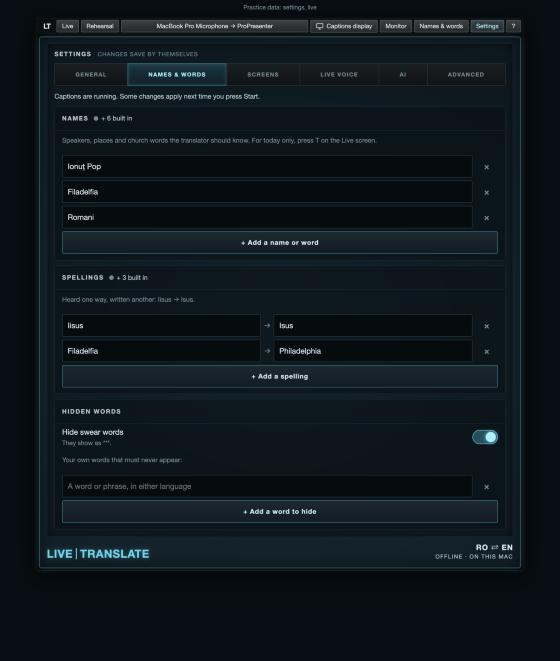 Practice data: settings_live
LT Live Rehearsal MacBook Pro Microphone → ProPresenter Captions display Monitor Names & words Settings ?
SETTINGS CHANGES SAVE BY THEMSELVES
GENERAL NAMES & WORDS SCREENS LIVE VOICE AI ADVANCED
Captions are running. Some changes apply next time you press Start.
NAMES + 6 built in
Speakers, places and church words the translator should know. For today only, press T on the Live screen.
Ionuț Pop ×
Filadelfia ×
Romani ×
+ Add a name or word
SPELLINGS + 3 built in
Heard one way, written another: Iisus → Isus.
Iisus → Isus ×
Filadelfia → Philadelphia ×
+ Add a spelling
HIDDEN WORDS
Hide swear words
They show as ***.
Your own words that must never appear:
A word or phrase, in either language ×
+ Add a word to hide
LIVE | TRANSLATE
RO ⇄ EN
OFFLINE · ON THIS MAC